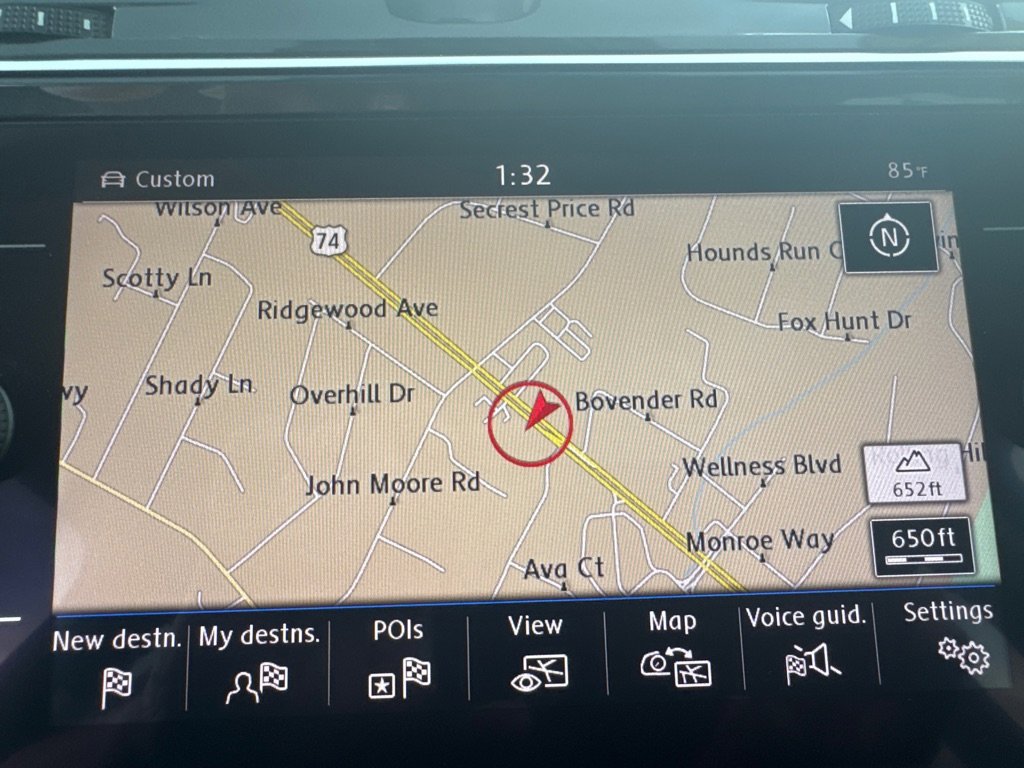 Custom
1:32
85°F
Wilson Ave
Secrest Price Rd
74
N
Hounds Run
Scotty Ln
Ridgewood Ave
Fox Hunt Dr
Shady Ln
Overhill Dr
Bovender Rd
Wellness Blvd
John Moore Rd
652ft
Monroe Way
650ft
Ava Ct
New destn.
My destns.
POIs
View
Map
Voice guid.
Settings